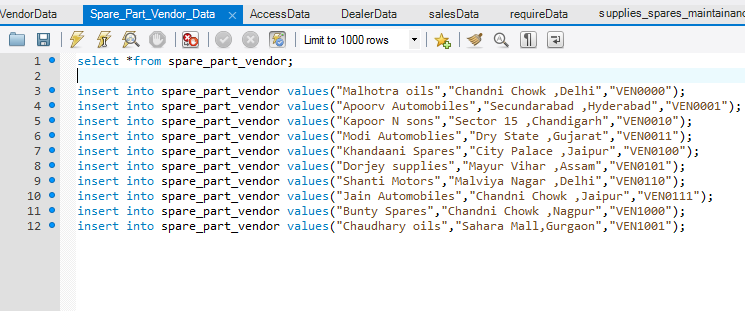 VendorData Spare_Part_Vendor_Data × AccessData DealerData salesData requireData supplies_spares_maintainanc
Limit to 1000 rows
1 select *from spare_part_vendor;
2
3 insert into spare_part_vendor values("Malhotra oils","Chandni Chowk ,Delhi","VEN0000");
4 insert into spare_part_vendor values("Apoorv Automobiles","Secundarabad ,Hyderabad","VEN0001");
5 insert into spare_part_vendor values("Kapoor N sons","Sector 15 ,Chandigarh","VEN0010");
6 insert into spare_part_vendor values("Modi Automoblies","Dry State ,Gujarat","VEN0011");
7 insert into spare_part_vendor values("Khandaani Spares","City Palace ,Jaipur","VEN0100");
8 insert into spare_part_vendor values("Dorjey supplies","Mayur Vihar ,Assam","VEN0101");
9 insert into spare_part_vendor values("Shanti Motors","Malviya Nagar ,Delhi","VEN0110");
10 insert into spare_part_vendor values("Jain Automobiles","Chandni Chowk ,Jaipur","VEN0111");
11 insert into spare_part_vendor values("Bunty Spares","Chandni Chowk ,Nagpur","VEN1000");
12 insert into spare_part_vendor values("Chaudhary oils","Sahara Mall,Gurgaon","VEN1001");